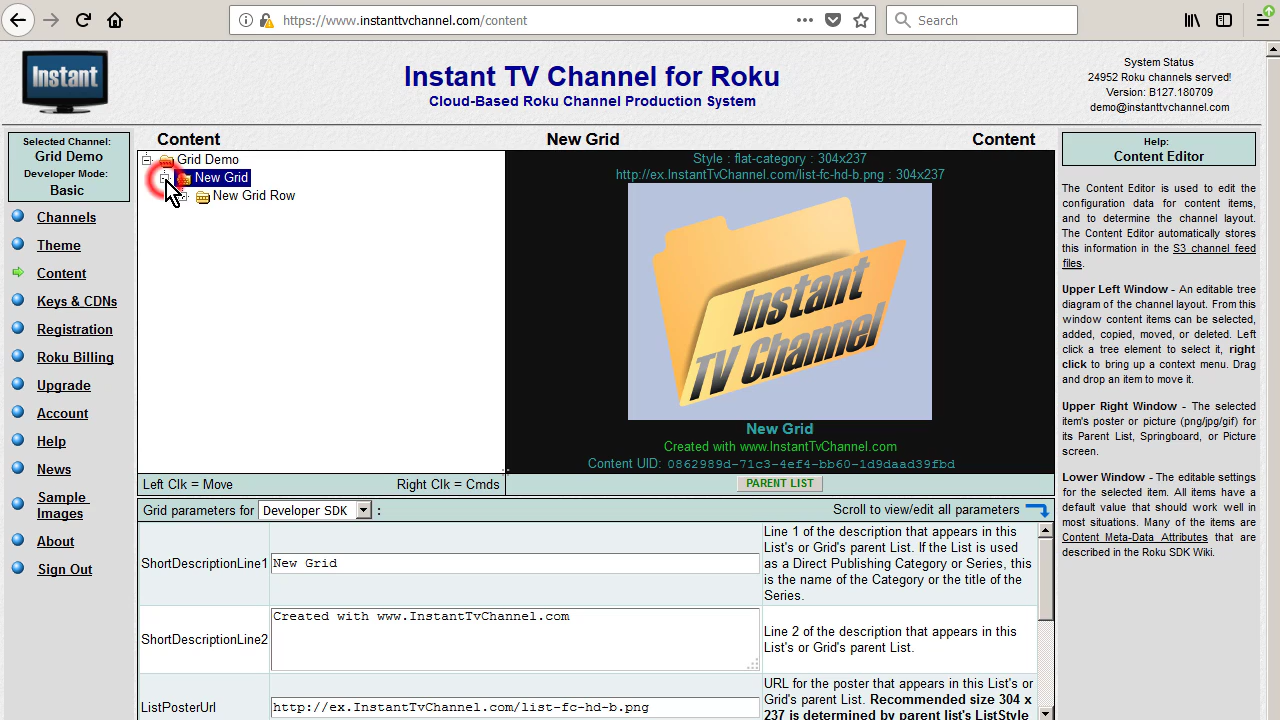 https://www.instanttvchannel.com/content
Search
Instant
Instant TV Channel for Roku
Cloud-Based Roku Channel Production System
System Status
24952 Roku channels served!
Version: B127.180709
demo@instanttvchannel.com
Selected Channel:
Grid Demo
Developer Mode:
Basic
Channels
Theme
Content
Keys & CDNs
Registration
Roku Billing
Upgrade
Account
Help
News
Sample
Images
About
Sign Out
Content
New Grid
Content
Grid Demo
New Grid
New Grid Row
Style : flat-category : 304x237
http://ex.InstantTvChannel.com/list-fc-hd-b.png : 304x237
Instant
TV Channel
New Grid
Created with www.InstantTvChannel.com
Content UID: 0862989d-71c3-4ef4-bb60-1d9daad39fbd
Left Clk = Move
Right Clk = Cmds
PARENT LIST
Grid parameters for
Developer SDK
:
Scroll to view/edit all parameters
ShortDescriptionLine1
New Grid
Line 1 of the description that appears in this
List's or Grid's parent List. If the List is used
as a Direct Publishing Category or Series, this
is the name of the Category or the title of the
Series.
ShortDescriptionLine2
Created with www.InstantTvChannel.com
Line 2 of the description that appears in this
List's or Grid's parent List.
ListPosterUrl
http://ex.InstantTvChannel.com/list-fc-hd-b.png
URL for the poster that appears in this List's or
Grid's parent List. Recommended size 304 x
237 is determined by parent list's ListStyle
Help:
Content Editor
The Content Editor is used to edit the
configuration data for content items,
and to determine the channel layout.
The Content Editor automatically stores
this information in the S3 channel feed
files.
Upper Left Window - An editable tree
diagram of the channel layout. From this
window content items can be selected,
added, copied, moved, or deleted. Left
click a tree element to select it, right
click to bring up a context menu. Drag
and drop an item to move it.
Upper Right Window - The selected
item's poster or picture (png/jpg/gif) for
its Parent List, Springboard, or Picture
screen.
Lower Window - The editable settings
for the selected item. All items have a
default value that should work well in
most situations. Many of the items are
Content Meta-Data Attributes that are
described in the Roku SDK Wiki.